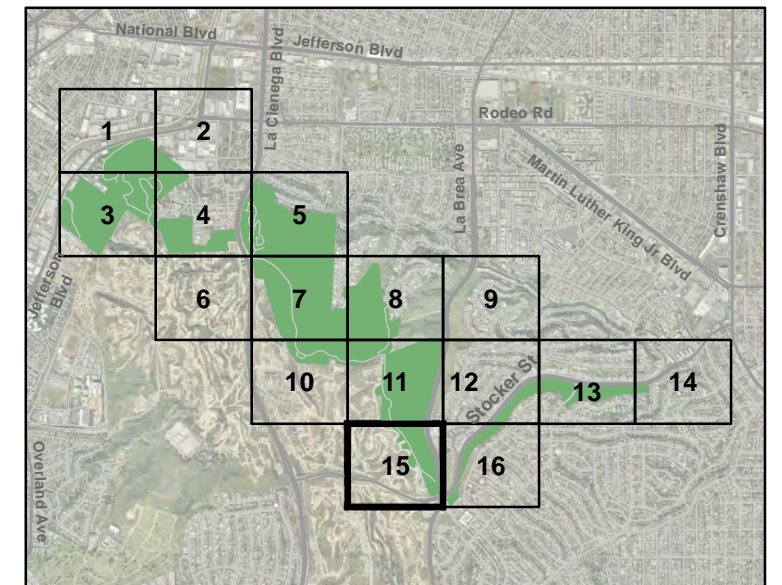 National Blvd
Jefferson Blvd
La Cienega Blvd
1
2
Rodeo Rd
La Brea Ave
Martin Luther King Jr Blvd
Crenshaw Blvd
3
4
5
Jefferson
Blvd
6
7
8
9
10
11
12
Stocker St
13
14
Overland Ave
15
16